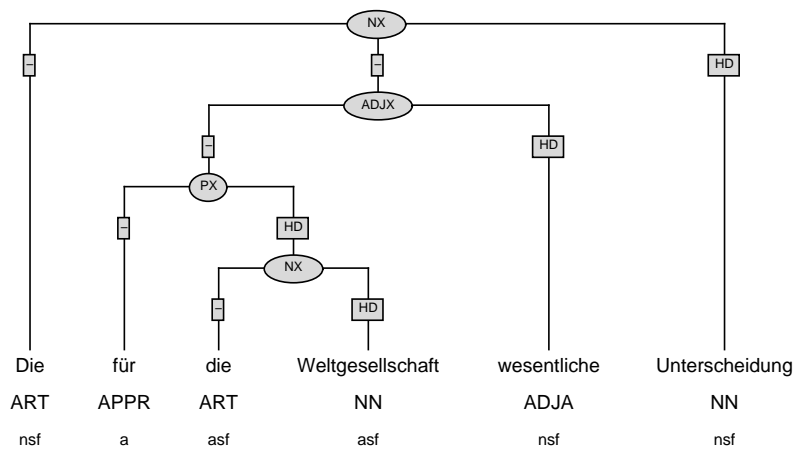 NX
– – HD
ADJX
– HD
PX
– HD
NX
– HD
Die für die Weltgesellschaft wesentliche Unterscheidung
ART APPR ART NN ADJA NN
nsf a asf asf nsf nsf